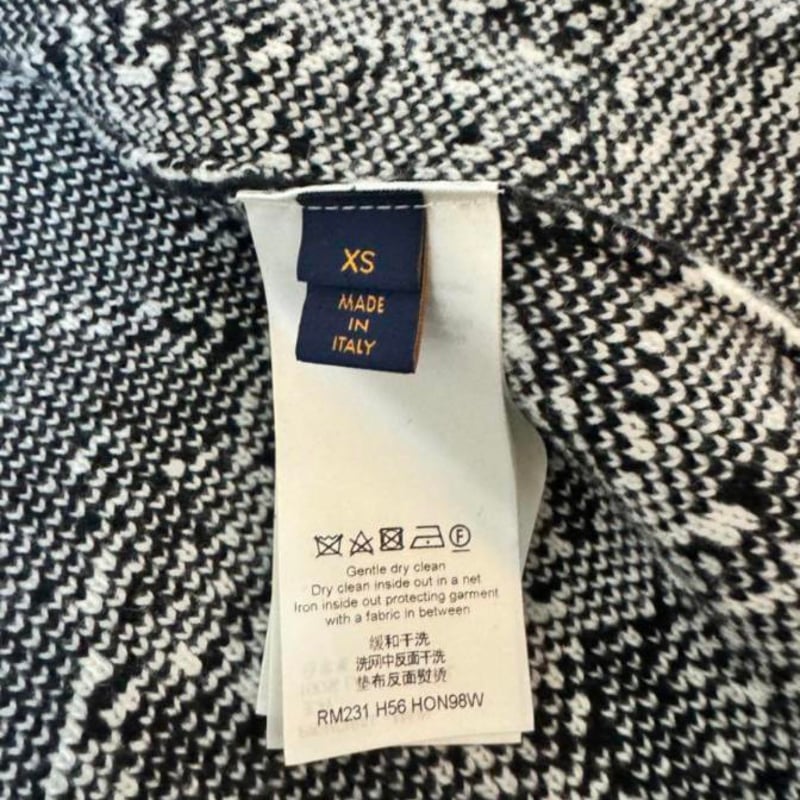 XS
MADE
IN
ITALY
F
Gentle dry clean
Dry clean inside out in a net
Iron inside out protecting garment
with a fabric in between
缓和干洗
洗网中反面干洗
垫布反面熨烫
RM231 H56 HON98W